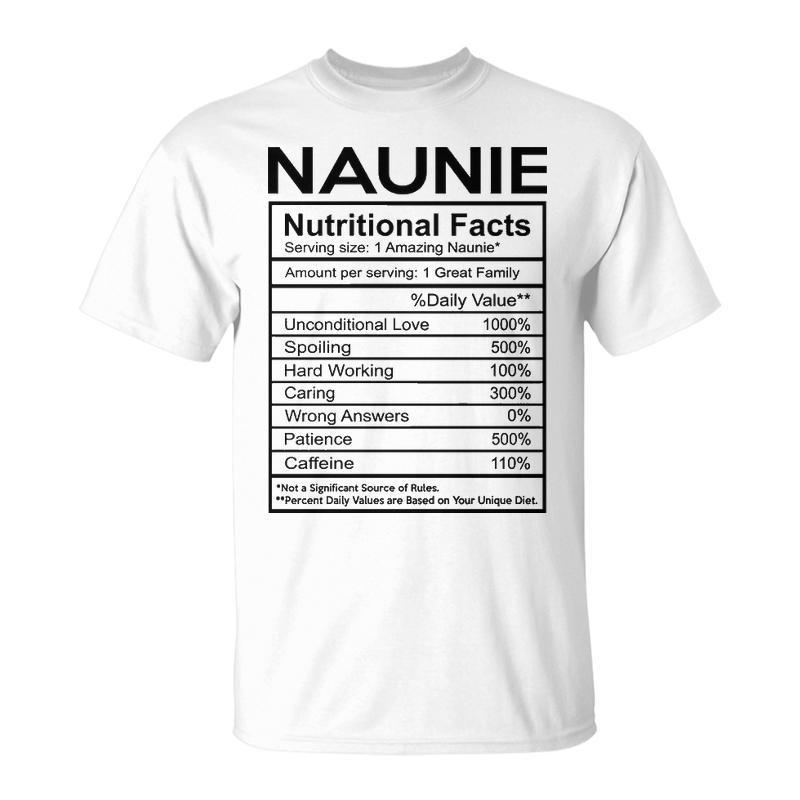 NAUNIE
Nutritional Facts
Serving size: 1 Amazing Naunie*
Amount per serving: 1 Great Family
%Daily Value**
Unconditional Love 1000%
Spoiling 500%
Hard Working 100%
Caring 300%
Wrong Answers 0%
Patience 500%
Caffeine 110%
*Not a Significant Source of Rules.
**Percent Daily Values are Based on Your Unique Diet.